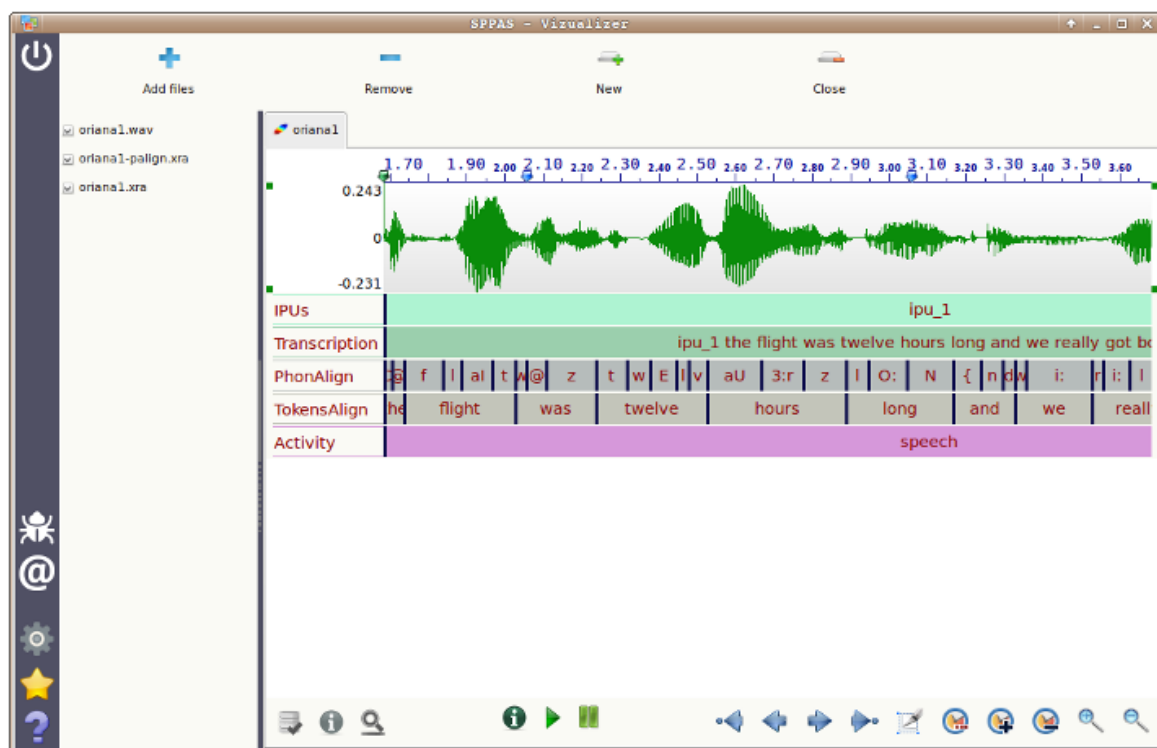 SPPAS - Vizualizer
Add files Remove New Close
oriana1.wav
oriana1-palign.xra
oriana1.xra
oriana1
1.70 1.90 2.00 2.10 2.20 2.30 2.40 2.50 2.60 2.70 2.80 2.90 3.00 3.10 3.20 3.30 3.40 3.50 3.60
0.243
0
-0.231
IPUs ipu_1
Transcription ipu_1 the flight was twelve hours long and we really got
PhonAlign @ f l aI t w @ z t w E l v aU 3:r z l O: N { n d w i: r i: l
TokensAlign he flight was twelve hours long and we reall
Activity speech
@
?